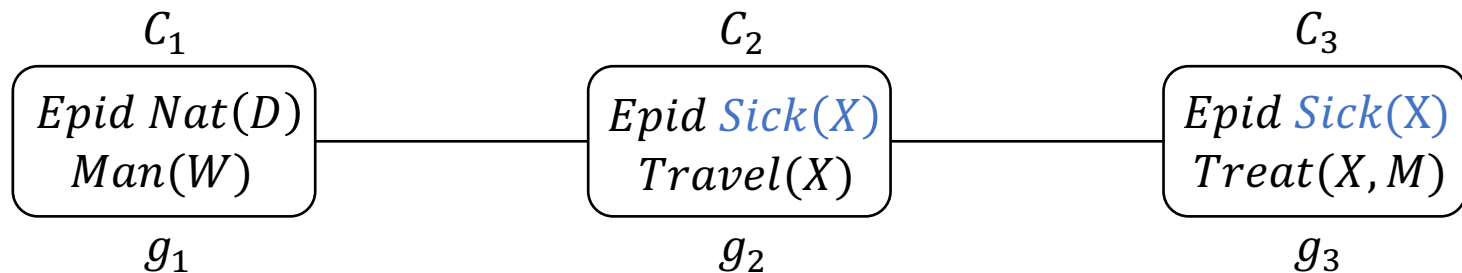 C₁
Epid Nat(D)
Man(W)
g₁
C₂
Epid Sick(X)
Travel(X)
g₂
C₃
Epid Sick(X)
Treat(X, M)
g₃